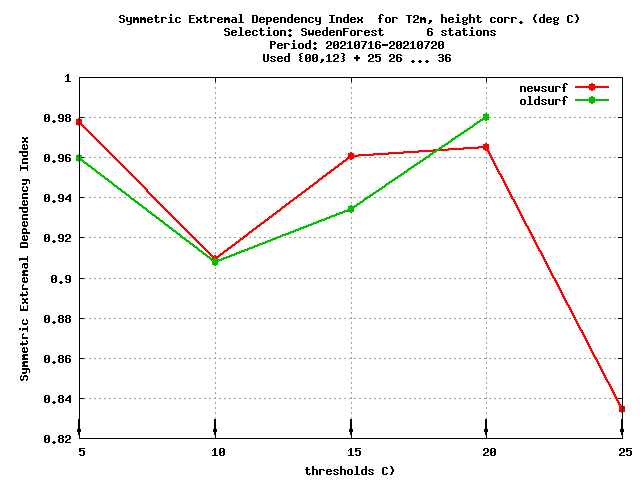 Symmetric Extremal Dependency Index  for T2m, height corr. (deg C)
Selection: SwedenForest      6 stations
Period: 20210716-20210720
Used {00,12} + 25 26 ... 36
newsurf
oldsurf
Symmetric Extremal Dependency Index
1
0.98
0.96
0.94
0.92
0.9
0.88
0.86
0.84
0.82
5 10 15 20 25
thresholds C)